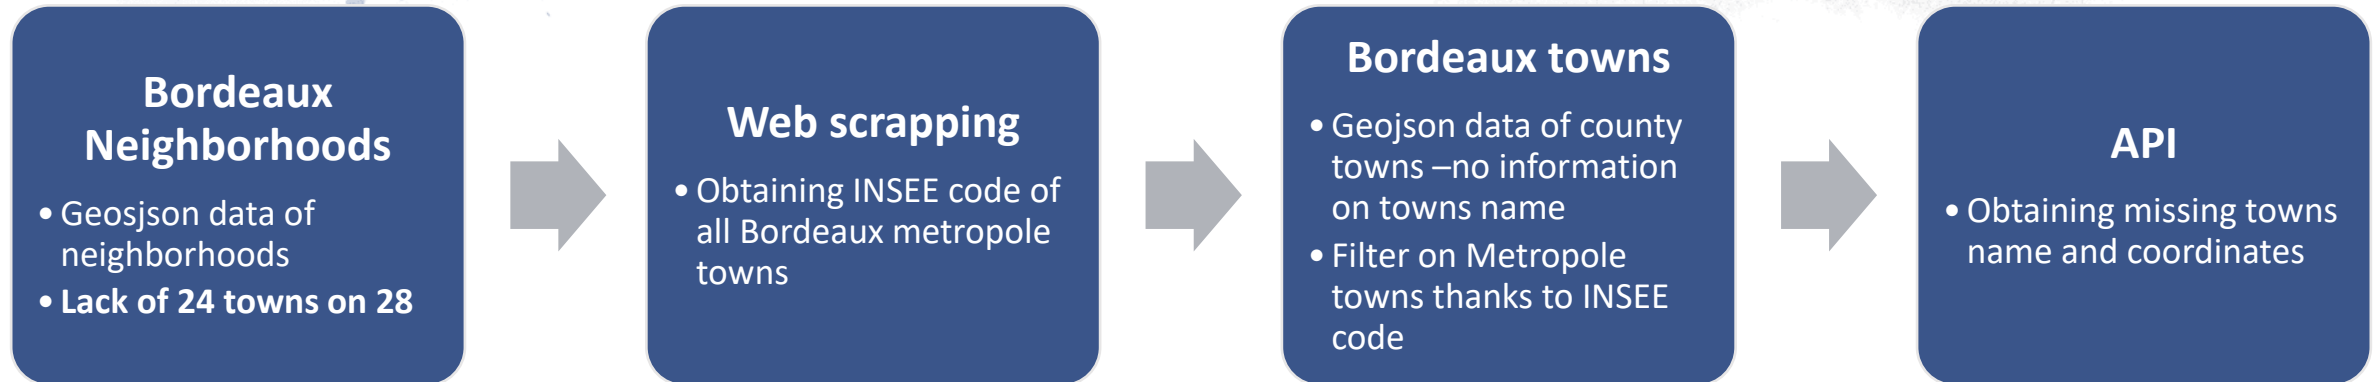 Bordeaux
Neighborhoods
• Geosjson data of
neighborhoods
• Lack of 24 towns on 28
Web scrapping
• Obtaining INSEE code of
all Bordeaux metropole
towns
Bordeaux towns
• Geojson data of county
towns –no information
on towns name
• Filter on Metropole
towns thanks to INSEE
code
API
• Obtaining missing towns
name and coordinates